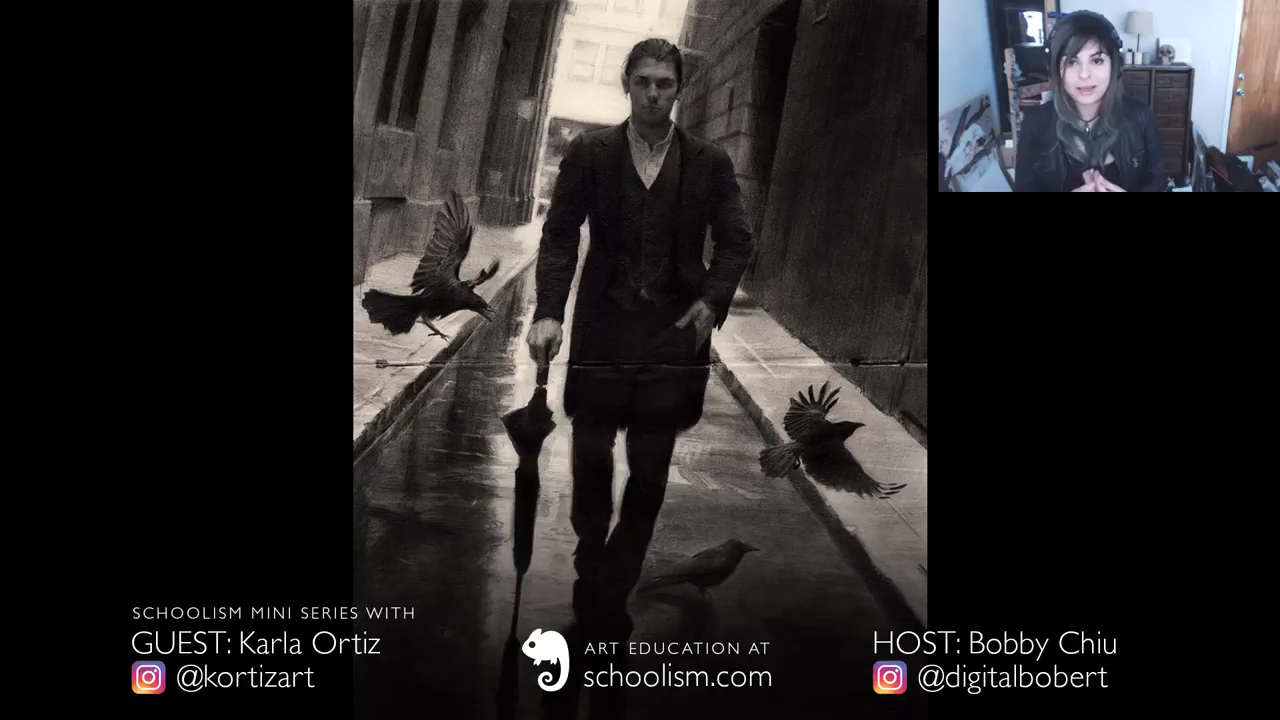 SCHOOLISM MINI SERIES WITH
GUEST: Karla Ortiz
@kortizart
ART EDUCATION AT
schoolism.com
HOST: Bobby Chiu
@digitalbobert